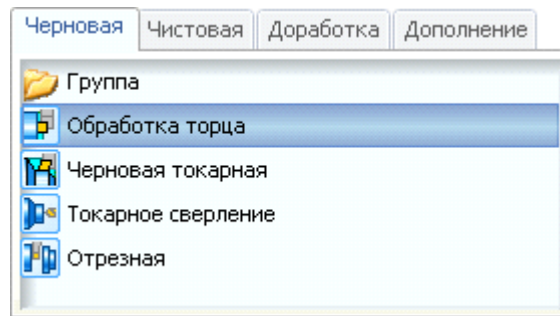 Черновая Чистовая Доработка Дополнение
Группа
Обработка торца
Черновая токарная
Токарное сверление
Отрезная